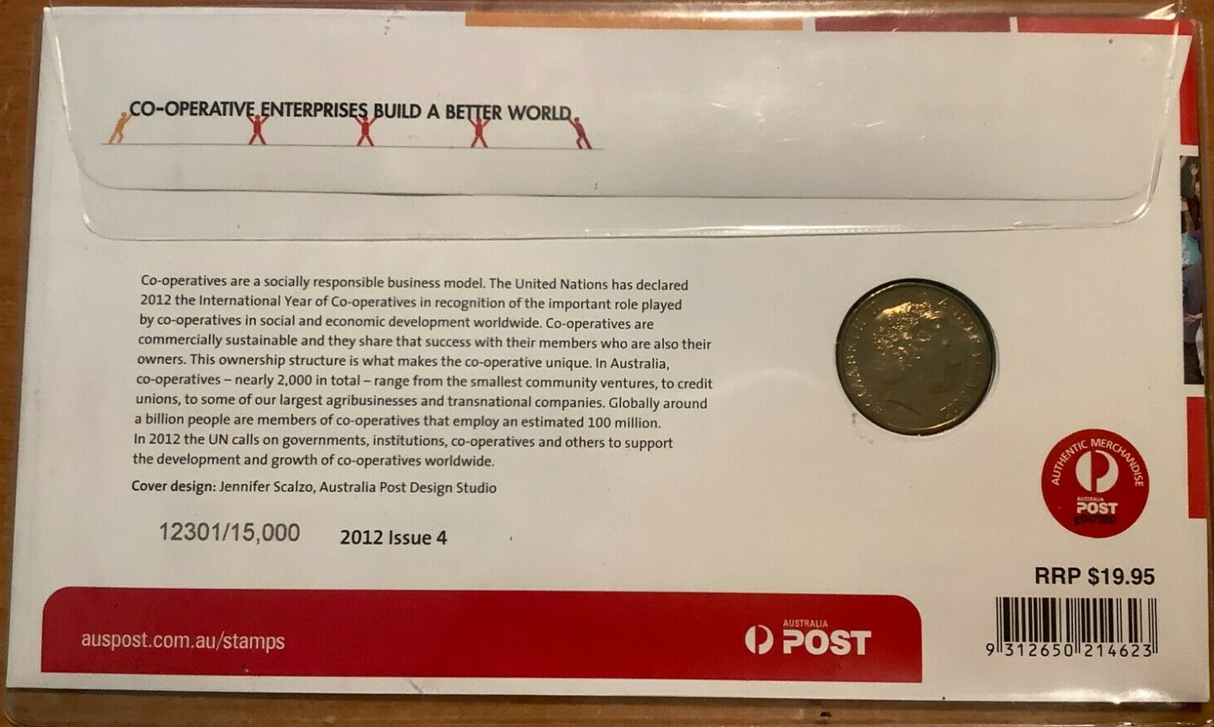 CO-OPERATIVE ENTERPRISES BUILD A BETTER WORLD
Co-operatives are a socially responsible business model. The United Nations has declared
2012 the International Year of Co-operatives in recognition of the important role played
by co-operatives in social and economic development worldwide. Co-operatives are
commercially sustainable and they share that success with their members who are also their
owners. This ownership structure is what makes the co-operative unique. In Australia,
co-operatives – nearly 2,000 in total – range from the smallest community ventures, to credit
unions, to some of our largest agribusinesses and transnational companies. Globally around
a billion people are members of co-operatives that employ an estimated 100 million.
In 2012 the UN calls on governments, institutions, co-operatives and others to support
the development and growth of co-operatives worldwide.
Cover design: Jennifer Scalzo, Australia Post Design Studio
12301/15,000
2012 Issue 4
AUTHENTIC MERCHANDISE
AUSTRALIA
POST
RRP $19.95
9 312650 214623
auspost.com.au/stamps
AUSTRALIA
POST